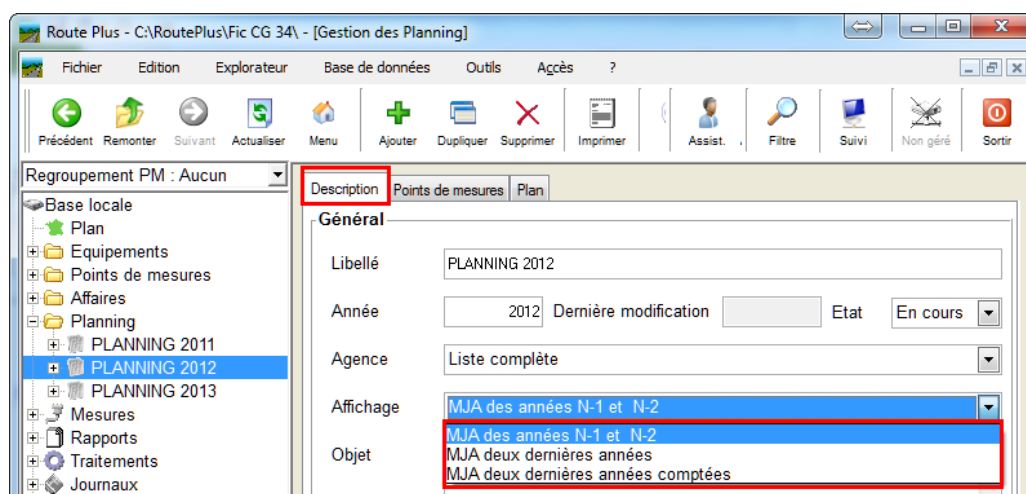 Route Plus - C:\RoutePlus\Fic CG 34\ - [Gestion des Planning]
Fichier Edition Explorateur Base de données Outils Accès ?
Précédent Remonter Suivant Actualiser Menu Ajouter Dupliquer Supprimer Imprimer Assist. Filtre Suivi Non géré Sortir
Regroupement PM : Aucun
Description Points de mesures Plan
Base locale
Plan
Equipements
Points de mesures
Affaires
Planning
PLANNING 2011
PLANNING 2012
PLANNING 2013
Mesures
Rapports
Traitements
Journaux
Général
Libellé PLANNING 2012
Année 2012 Dernière modification Etat En cours
Agence Liste complète
Affichage MJA des années N-1 et N-2
MJA des années N-1 et N-2
Objet MJA deux dernières années
MJA deux dernières années comptées